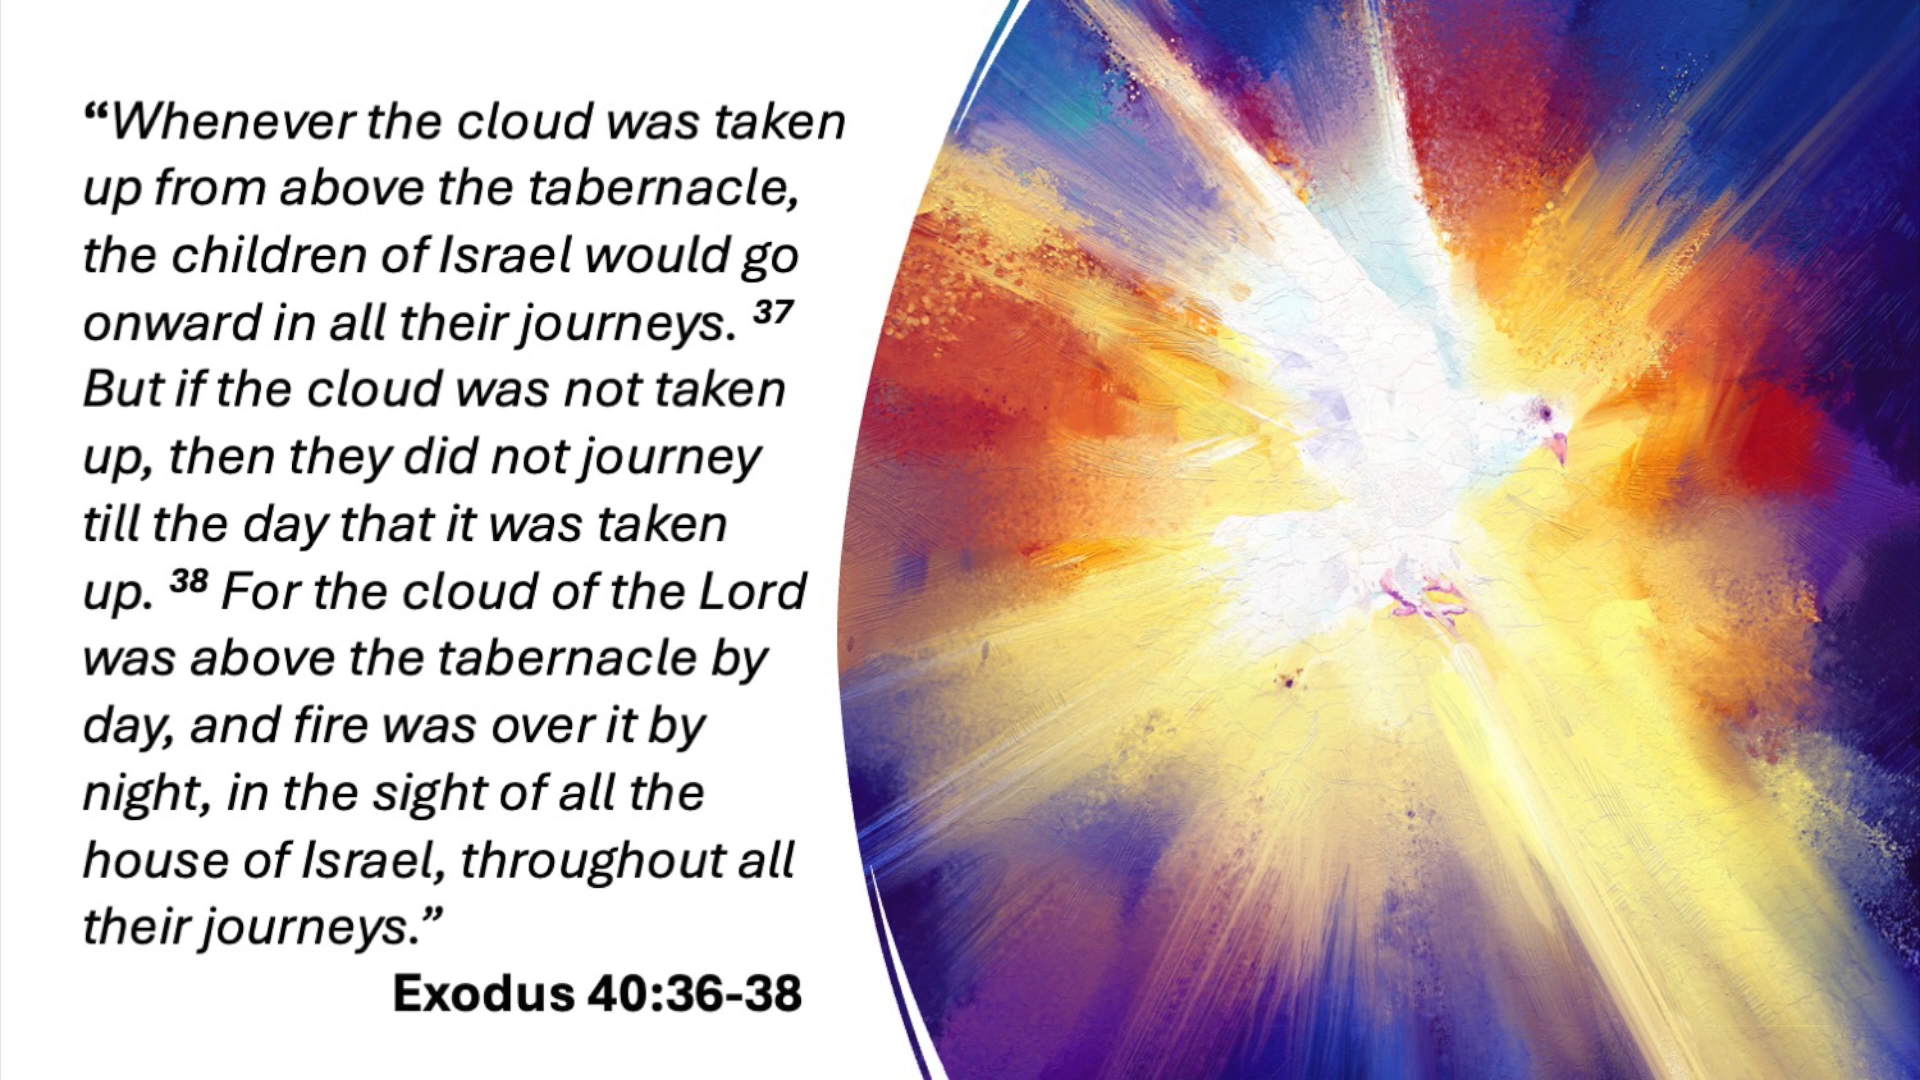 “Whenever the cloud was taken
up from above the tabernacle,
the children of Israel would go
onward in all their journeys. 37
But if the cloud was not taken
up, then they did not journey
till the day that it was taken
up. 38 For the cloud of the Lord
was above the tabernacle by
day, and fire was over it by
night, in the sight of all the
house of Israel, throughout all
their journeys.”
Exodus 40:36-38